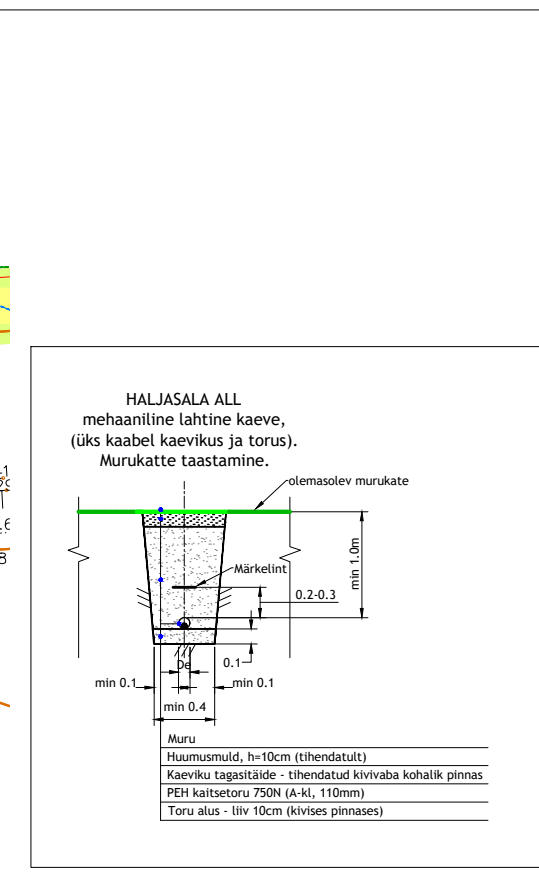 HALJASALA ALL
mehaaniline lahtine kaeve,
(üks kaabel kaevikus ja torus).
Murukatte taastamine.
olemasolev murukate
min 1.0m
Märkelint
0.2-0.3
De
0.1
min 0.1
min 0.1
min 0.4
Muru
Huumusmuld, h=10cm (tihendatult)
Kaeviku tagasitäide - tihendatud kivivaba kohalik pinnas
PEH kaitsetoru 750N (A-kl, 110mm)
Toru alus - liiv 10cm (kivises pinnases)